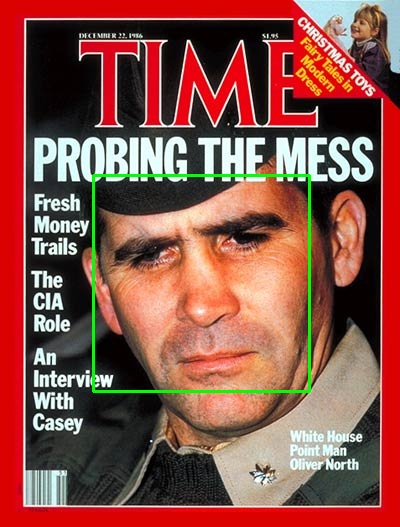 DECEMBER 22, 1986 $1.95
TIME
CHRISTMAS TOYS
Fairy Tales in
Modern
Dress
PROBING THE MESS
Fresh
Money
Trails
The
CIA
Role
An
Interview
With
Casey
White House
Point Man
Oliver North
51